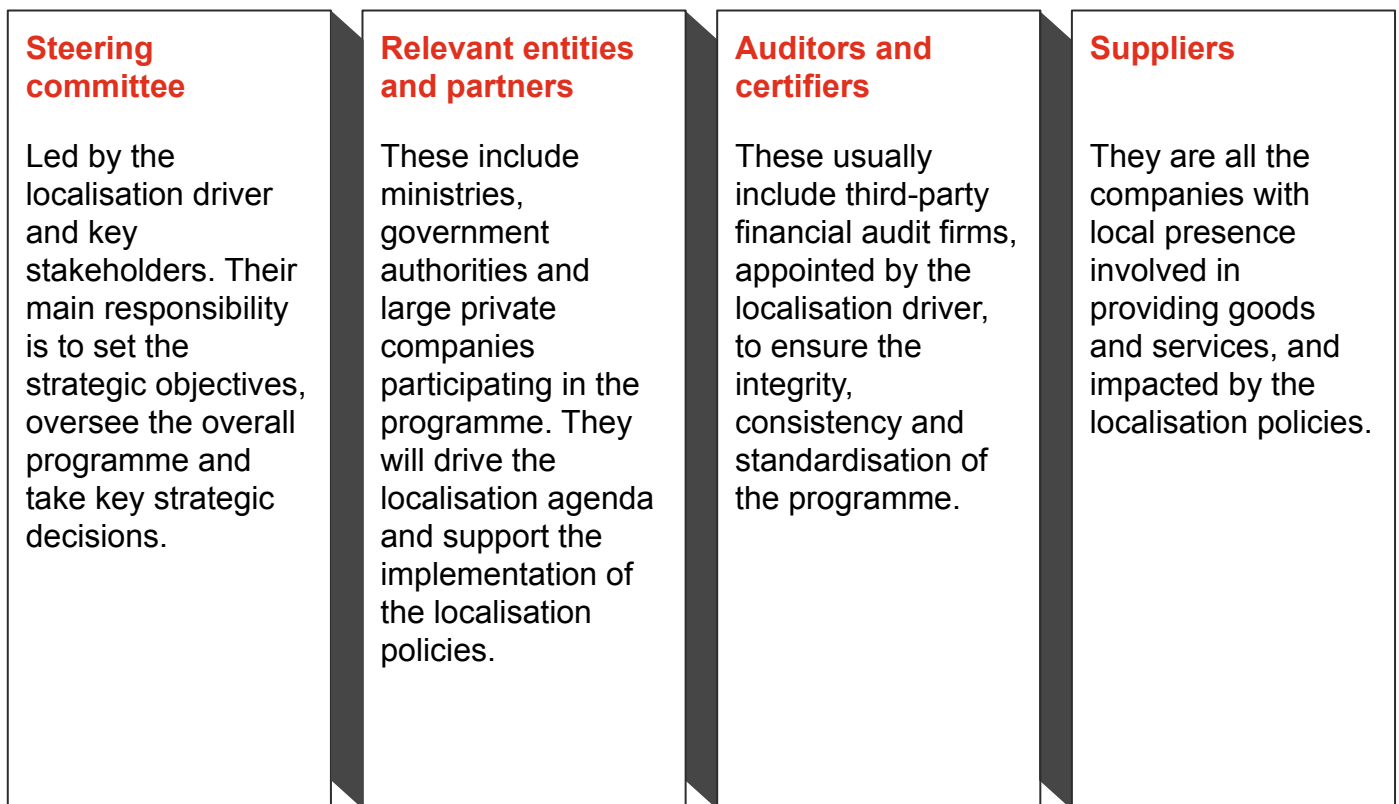 Steering
committee
Led by the
localisation driver
and key
stakeholders. Their
main responsibility
is to set the
strategic objectives,
oversee the overall
programme and
take key strategic
decisions.
Relevant entities
and partners
These include
ministries,
government
authorities and
large private
companies
participating in the
programme. They
will drive the
localisation agenda
and support the
implementation of
the localisation
policies.
Auditors and
certifiers
These usually
include third-party
financial audit firms,
appointed by the
localisation driver,
to ensure the
integrity,
consistency and
standardisation of
the programme.
Suppliers
They are all the
companies with
local presence
involved in
providing goods
and services, and
impacted by the
localisation policies.